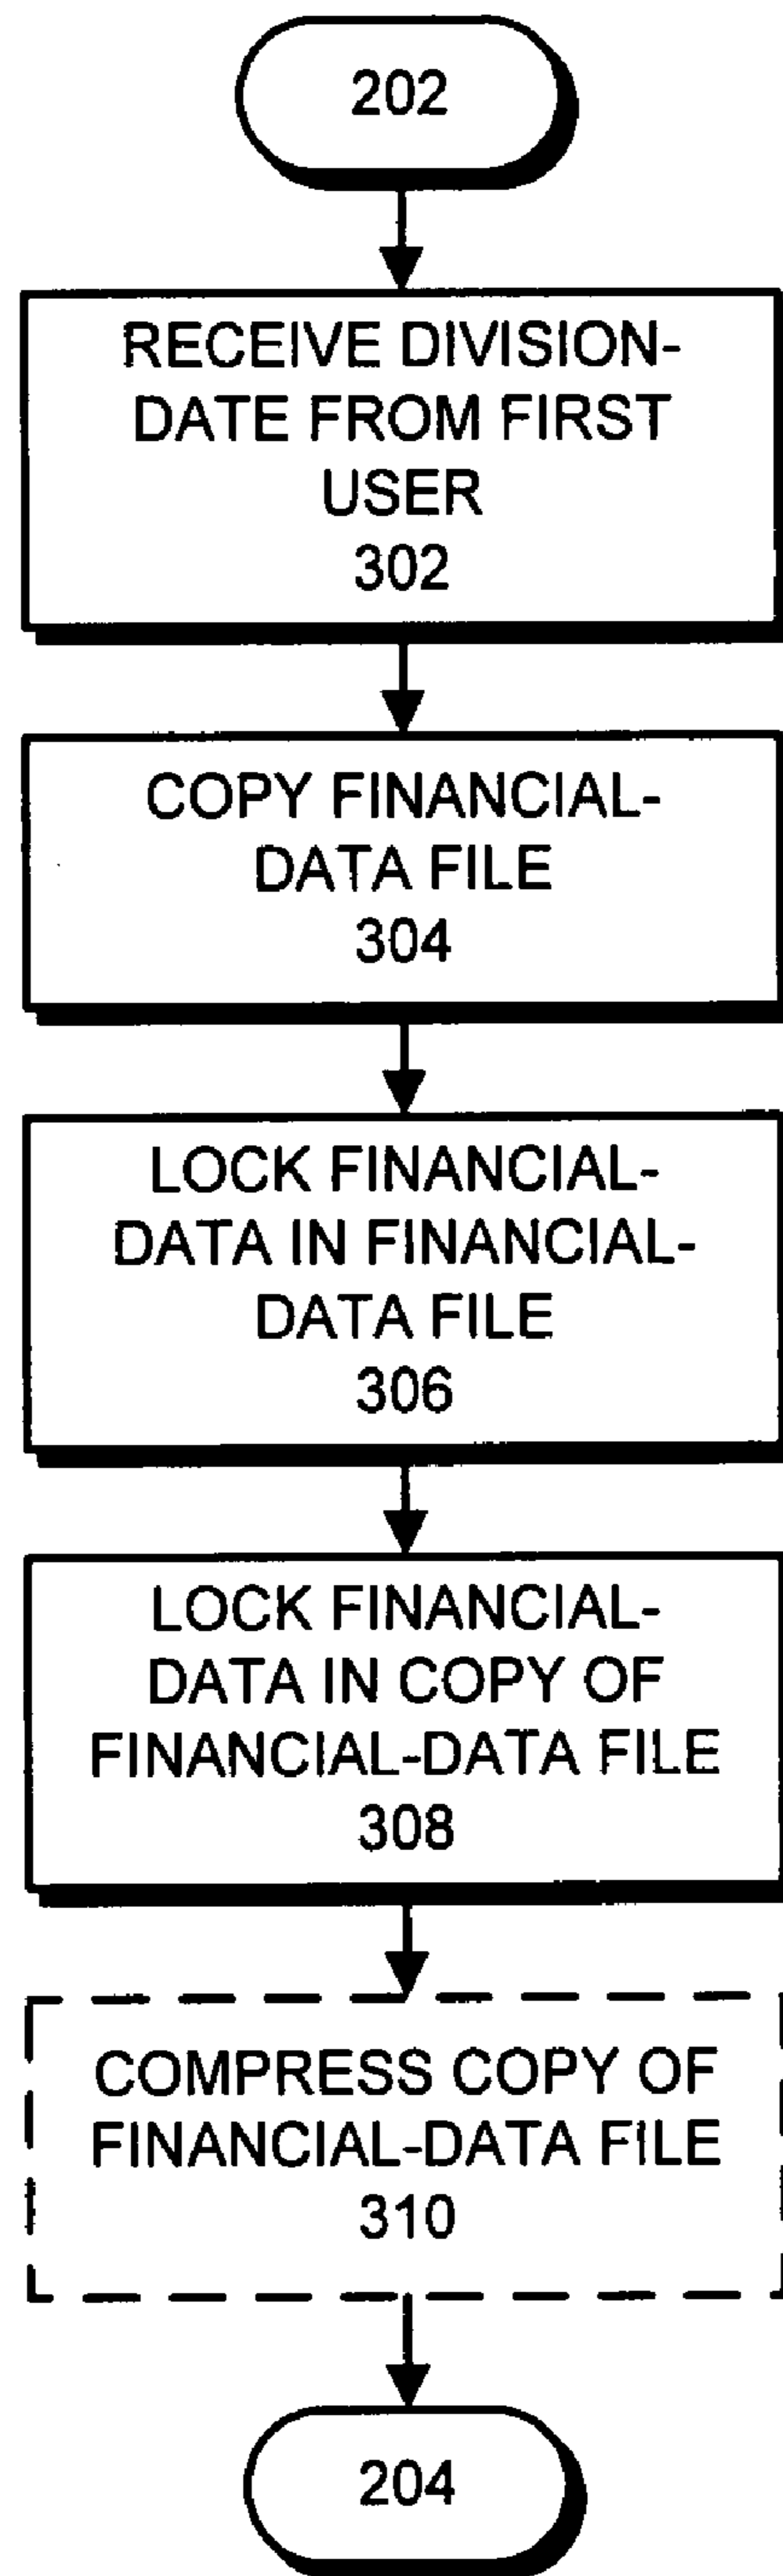 202
RECEIVE DIVISION-
DATE FROM FIRST
USER
302
COPY FINANCIAL-
DATA FILE
304
LOCK FINANCIAL-
DATA IN FINANCIAL-
DATA FILE
306
LOCK FINANCIAL-
DATA IN COPY OF
FINANCIAL-DATA FILE
308
COMPRESS COPY OF
FINANCIAL-DATA FILE
310
204